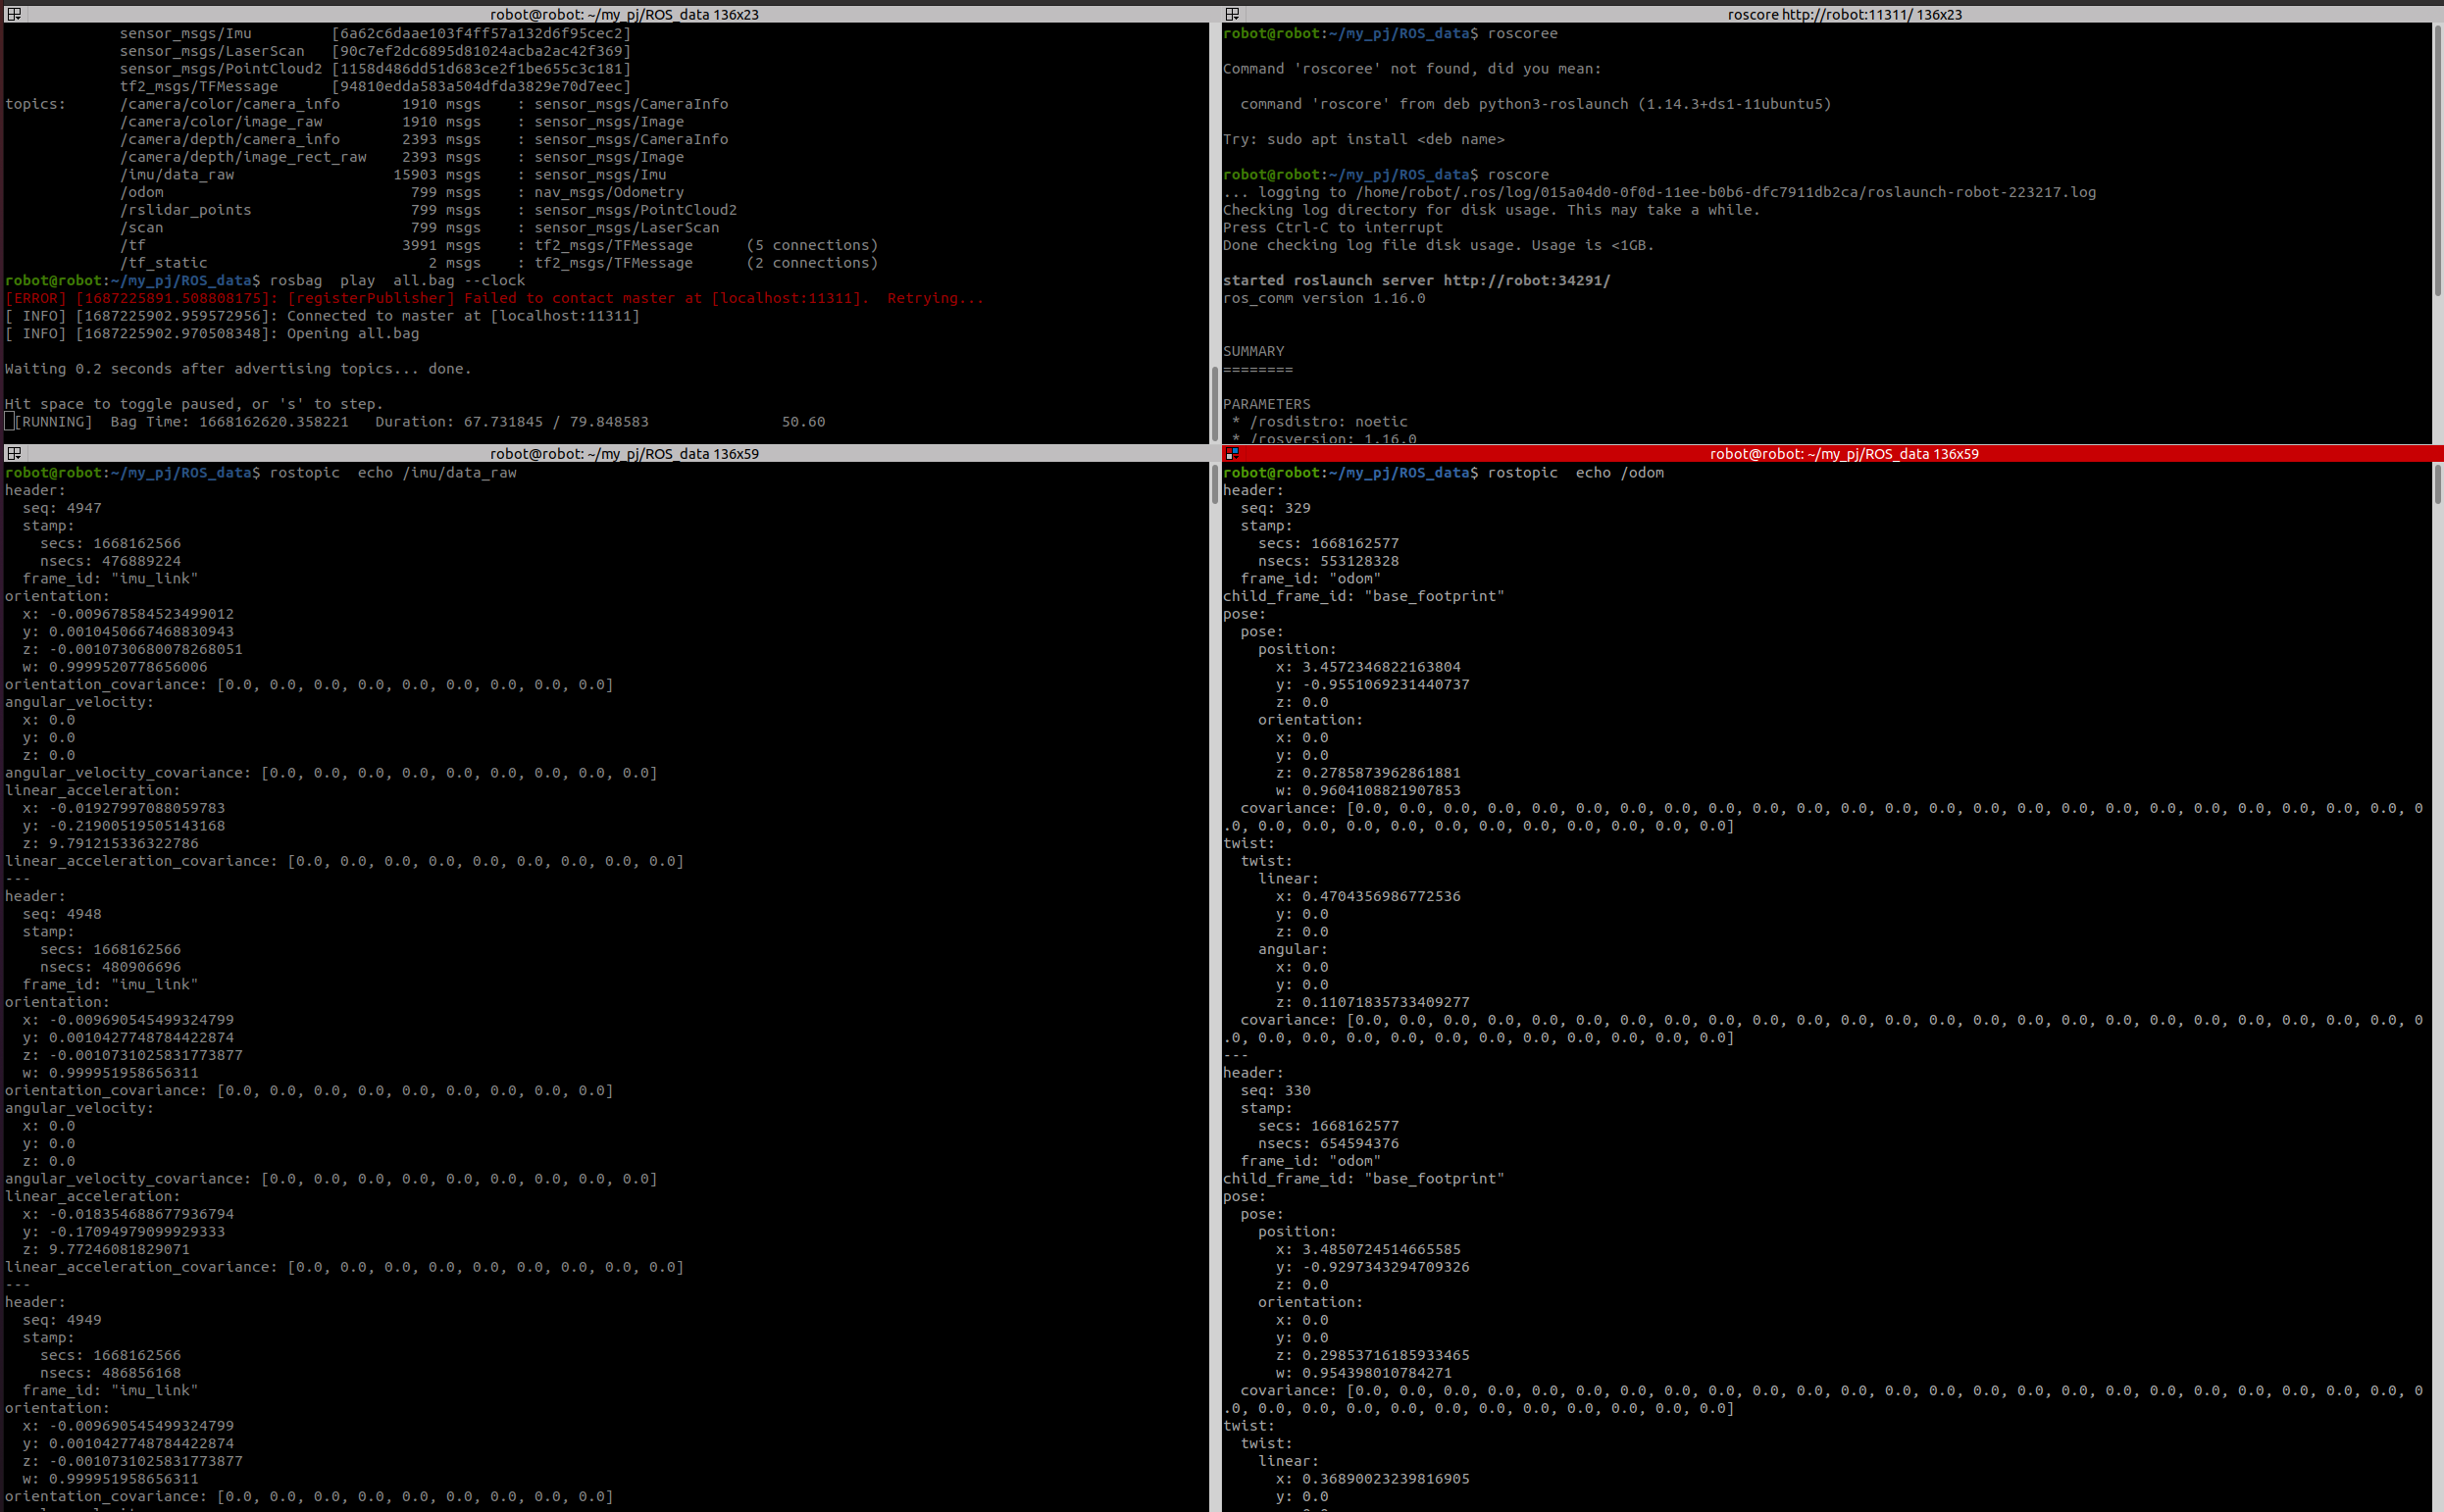 robot@robot: ~/my_pj/ROS_data 136x23
             sensor_msgs/Imu         [6a62c6daae103f4ff57a132d6f95cec2]
             sensor_msgs/LaserScan   [90c7ef2dc6895d81024acba2ac42f369]
             sensor_msgs/PointCloud2 [1158d486dd51d683ce2f1be655c3c181]
             tf2_msgs/TFMessage      [94810edda583a504dfda3829e70d7eec]
topics:      /camera/color/camera_info       1910 msgs    : sensor_msgs/CameraInfo
             /camera/color/image_raw         1910 msgs    : sensor_msgs/Image
             /camera/depth/camera_info       2393 msgs    : sensor_msgs/CameraInfo
             /camera/depth/image_rect_raw    2393 msgs    : sensor_msgs/Image
             /imu/data_raw                  15903 msgs    : sensor_msgs/Imu
             /odom                            799 msgs    : nav_msgs/Odometry
             /rslidar_points                  799 msgs    : sensor_msgs/PointCloud2
             /scan                            799 msgs    : sensor_msgs/LaserScan
             /tf                             3991 msgs    : tf2_msgs/TFMessage      (5 connections)
             /tf_static                         2 msgs    : tf2_msgs/TFMessage      (2 connections)
robot@robot:~/my_pj/ROS_data$ rosbag  play  all.bag --clock
[ERROR] [1687225891.508808175]: [registerPublisher] Failed to contact master at [localhost:11311].  Retrying...
[ INFO] [1687225902.959572956]: Connected to master at [localhost:11311]
[ INFO] [1687225902.970508348]: Opening all.bag
Waiting 0.2 seconds after advertising topics... done.
Hit space to toggle paused, or 's' to step.
[RUNNING]  Bag Time: 1668162620.358221   Duration: 67.731845 / 79.848583               50.60
roscore http://robot:11311/ 136x23
robot@robot:~/my_pj/ROS_data$ roscoree
Command 'roscoree' not found, did you mean:
  command 'roscore' from deb python3-roslaunch (1.14.3+ds1-11ubuntu5)
Try: sudo apt install <deb name>
robot@robot:~/my_pj/ROS_data$ roscore
... logging to /home/robot/.ros/log/015a04d0-0f0d-11ee-b0b6-dfc7911db2ca/roslaunch-robot-223217.log
Checking log directory for disk usage. This may take a while.
Press Ctrl-C to interrupt
Done checking log file disk usage. Usage is <1GB.
started roslaunch server http://robot:34291/
ros_comm version 1.16.0
SUMMARY
========
PARAMETERS
 * /rosdistro: noetic
 * /rosversion: 1.16.0
robot@robot: ~/my_pj/ROS_data 136x59
robot@robot:~/my_pj/ROS_data$ rostopic  echo /imu/data_raw
header:
  seq: 4947
  stamp:
    secs: 1668162566
    nsecs: 476889224
  frame_id: "imu_link"
orientation:
  x: -0.009678584523499012
  y: 0.0010450667468830943
  z: -0.0010730680078268051
  w: 0.9999520778656006
orientation_covariance: [0.0, 0.0, 0.0, 0.0, 0.0, 0.0, 0.0, 0.0, 0.0]
angular_velocity:
  x: 0.0
  y: 0.0
  z: 0.0
angular_velocity_covariance: [0.0, 0.0, 0.0, 0.0, 0.0, 0.0, 0.0, 0.0, 0.0]
linear_acceleration:
  x: -0.01927997088059783
  y: -0.21900519505143168
  z: 9.791215336322786
linear_acceleration_covariance: [0.0, 0.0, 0.0, 0.0, 0.0, 0.0, 0.0, 0.0, 0.0]
---
header:
  seq: 4948
  stamp:
    secs: 1668162566
    nsecs: 480906696
  frame_id: "imu_link"
orientation:
  x: -0.009690545499324799
  y: 0.0010427748784422874
  z: -0.0010731025831773877
  w: 0.999951958656311
orientation_covariance: [0.0, 0.0, 0.0, 0.0, 0.0, 0.0, 0.0, 0.0, 0.0]
angular_velocity:
  x: 0.0
  y: 0.0
  z: 0.0
angular_velocity_covariance: [0.0, 0.0, 0.0, 0.0, 0.0, 0.0, 0.0, 0.0, 0.0]
linear_acceleration:
  x: -0.018354688677936794
  y: -0.17094979099929333
  z: 9.77246081829071
linear_acceleration_covariance: [0.0, 0.0, 0.0, 0.0, 0.0, 0.0, 0.0, 0.0, 0.0]
---
header:
  seq: 4949
  stamp:
    secs: 1668162566
    nsecs: 486856168
  frame_id: "imu_link"
orientation:
  x: -0.009690545499324799
  y: 0.0010427748784422874
  z: -0.0010731025831773877
  w: 0.999951958656311
orientation_covariance: [0.0, 0.0, 0.0, 0.0, 0.0, 0.0, 0.0, 0.0, 0.0]
robot@robot: ~/my_pj/ROS_data 136x59
robot@robot:~/my_pj/ROS_data$ rostopic  echo /odom
header:
  seq: 329
  stamp:
    secs: 1668162577
    nsecs: 553128328
  frame_id: "odom"
child_frame_id: "base_footprint"
pose:
  pose:
    position:
      x: 3.4572346822163804
      y: -0.9551069231440737
      z: 0.0
    orientation:
      x: 0.0
      y: 0.0
      z: 0.2785873962861881
      w: 0.9604108821907853
  covariance: [0.0, 0.0, 0.0, 0.0, 0.0, 0.0, 0.0, 0.0, 0.0, 0.0, 0.0, 0.0, 0.0, 0.0, 0.0, 0.0, 0.0, 0.0, 0.0, 0.0, 0.0, 0.0, 0.0, 0.0, 0
.0, 0.0, 0.0, 0.0, 0.0, 0.0, 0.0, 0.0, 0.0, 0.0, 0.0, 0.0]
twist:
  twist:
    linear:
      x: 0.4704356986772536
      y: 0.0
      z: 0.0
    angular:
      x: 0.0
      y: 0.0
      z: 0.11071835733409277
  covariance: [0.0, 0.0, 0.0, 0.0, 0.0, 0.0, 0.0, 0.0, 0.0, 0.0, 0.0, 0.0, 0.0, 0.0, 0.0, 0.0, 0.0, 0.0, 0.0, 0.0, 0.0, 0.0, 0.0, 0.0, 0
.0, 0.0, 0.0, 0.0, 0.0, 0.0, 0.0, 0.0, 0.0, 0.0, 0.0, 0.0]
---
header:
  seq: 330
  stamp:
    secs: 1668162577
    nsecs: 654594376
  frame_id: "odom"
child_frame_id: "base_footprint"
pose:
  pose:
    position:
      x: 3.4850724514665585
      y: -0.9297343294709326
      z: 0.0
    orientation:
      x: 0.0
      y: 0.0
      z: 0.29853716185933465
      w: 0.954398010784271
  covariance: [0.0, 0.0, 0.0, 0.0, 0.0, 0.0, 0.0, 0.0, 0.0, 0.0, 0.0, 0.0, 0.0, 0.0, 0.0, 0.0, 0.0, 0.0, 0.0, 0.0, 0.0, 0.0, 0.0, 0.0, 0
.0, 0.0, 0.0, 0.0, 0.0, 0.0, 0.0, 0.0, 0.0, 0.0, 0.0, 0.0]
twist:
  twist:
    linear:
      x: 0.36890023239816905
      y: 0.0